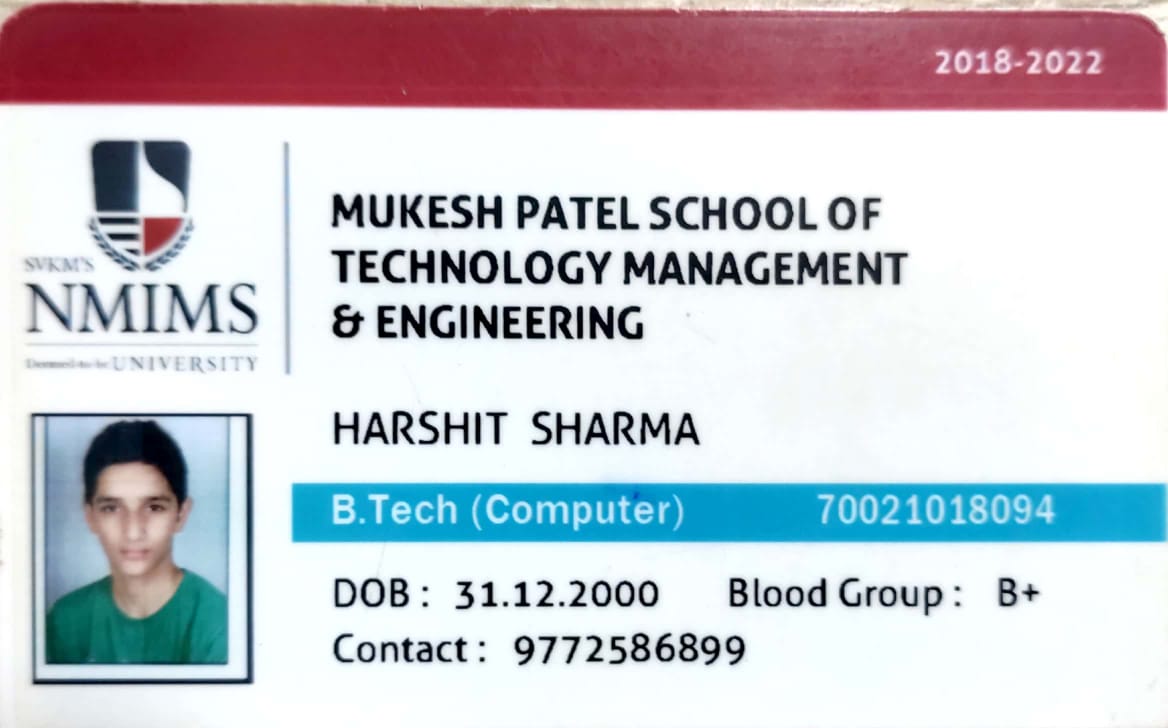 2018-2022
SVKM'S
NMIMS
Deemed-to-be UNIVERSITY
MUKESH PATEL SCHOOL OF
TECHNOLOGY MANAGEMENT
& ENGINEERING
HARSHIT SHARMA
B.Tech (Computer) 70021018094
DOB : 31.12.2000 Blood Group : B+
Contact : 9772586899